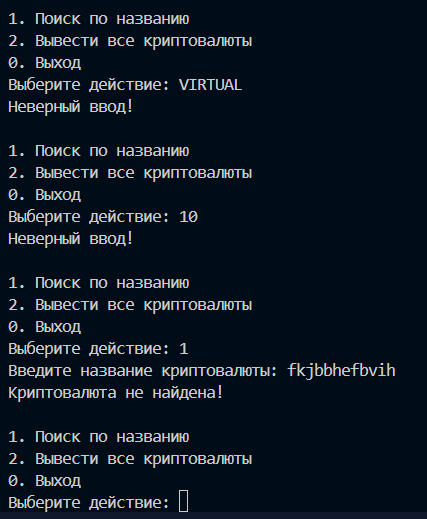 1. Поиск по названию
2. Вывести все криптовалюты
0. Выход
Выберите действие: VIRTUAL
Неверный ввод!
1. Поиск по названию
2. Вывести все криптовалюты
0. Выход
Выберите действие: 10
Неверный ввод!
1. Поиск по названию
2. Вывести все криптовалюты
0. Выход
Выберите действие: 1
Введите название криптовалюты: fkjbbhefbvih
Криптовалюта не найдена!
1. Поиск по названию
2. Вывести все криптовалюты
0. Выход
Выберите действие: